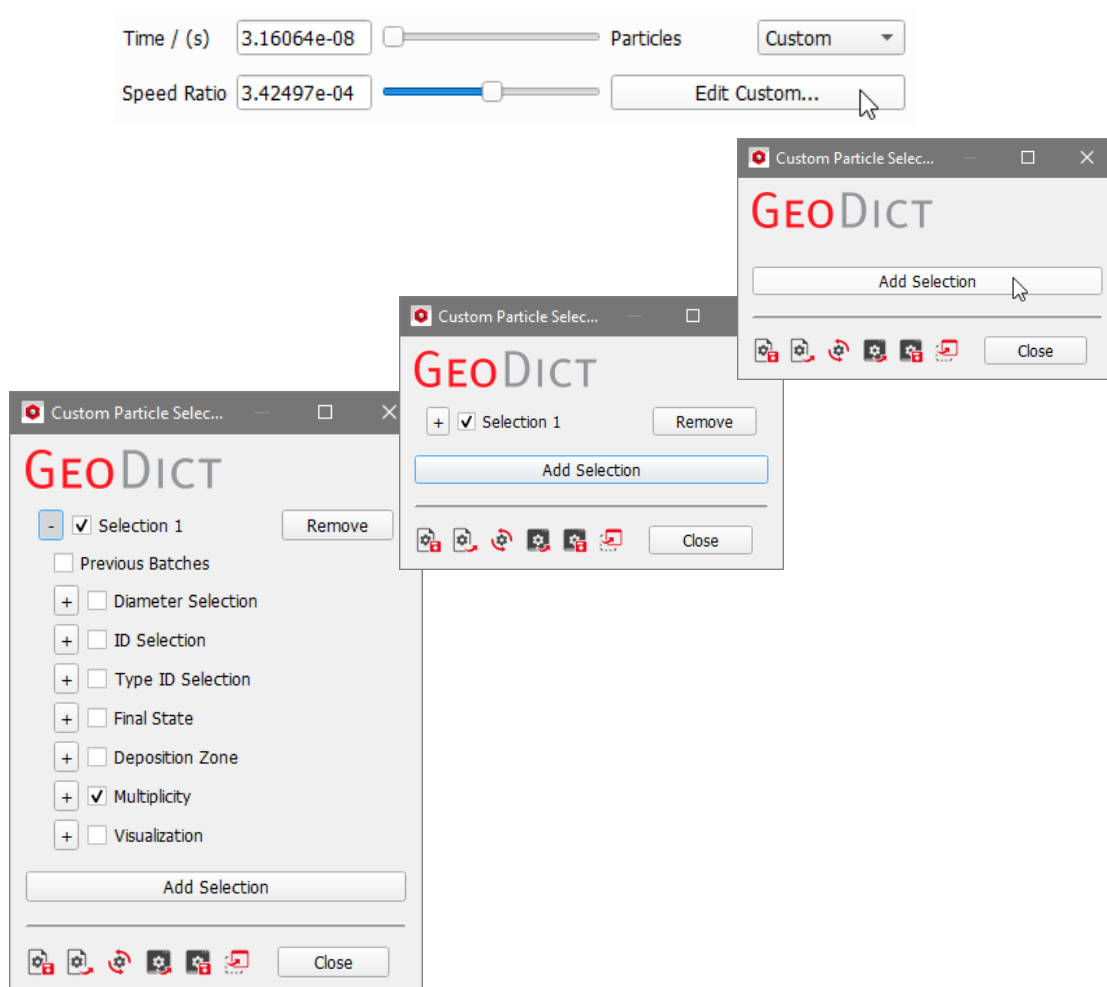 Time / (s) 3.16064e-08 Particles Custom
Speed Ratio 3.42497e-04 Edit Custom...
Custom Particle Selec...
GEODICT
Add Selection
Close
Custom Particle Selec...
GEODICT
+ Selection 1 Remove
Add Selection
Close
Custom Particle Selec...
GEODICT
- Selection 1 Remove
Previous Batches
+ Diameter Selection
+ ID Selection
+ Type ID Selection
+ Final State
+ Deposition Zone
+ Multiplicity
+ Visualization
Add Selection
Close